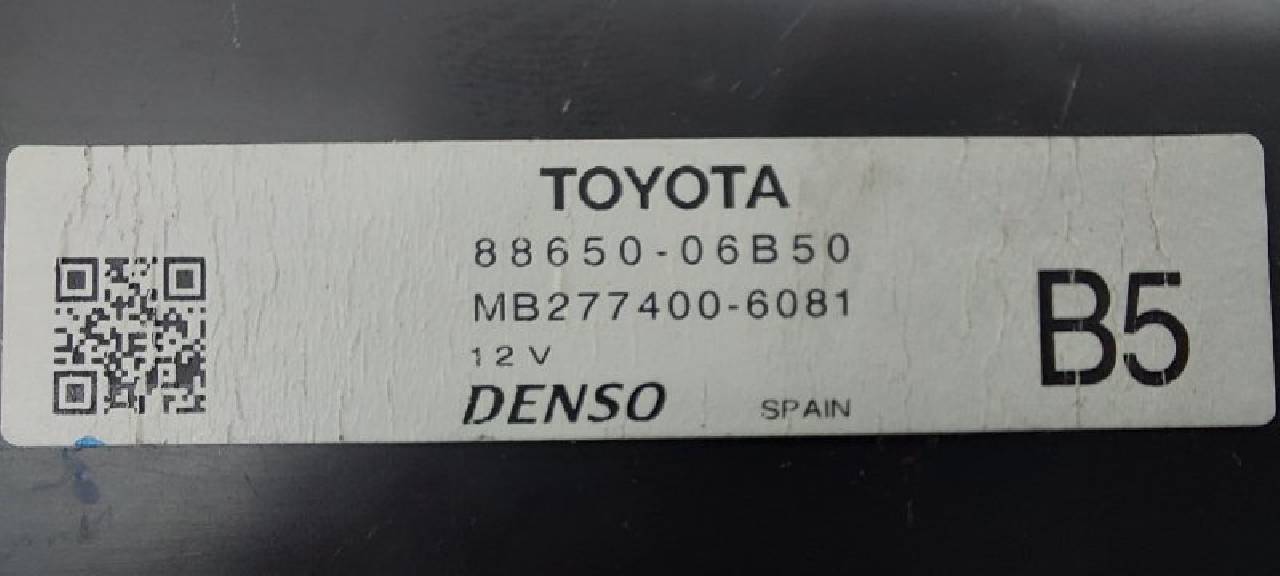 TOYOTA
88650-06B50
MB277400-6081
12V
DENSO SPAIN
B5